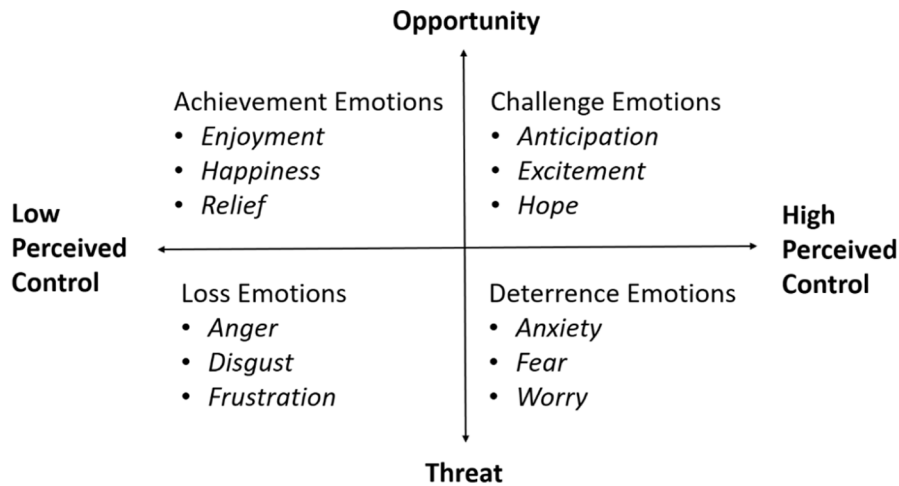 Opportunity
Achievement Emotions
• Enjoyment
• Happiness
• Relief
Challenge Emotions
• Anticipation
• Excitement
• Hope
Low
Perceived
Control
High
Perceived
Control
Loss Emotions
• Anger
• Disgust
• Frustration
Deterrence Emotions
• Anxiety
• Fear
• Worry
Threat